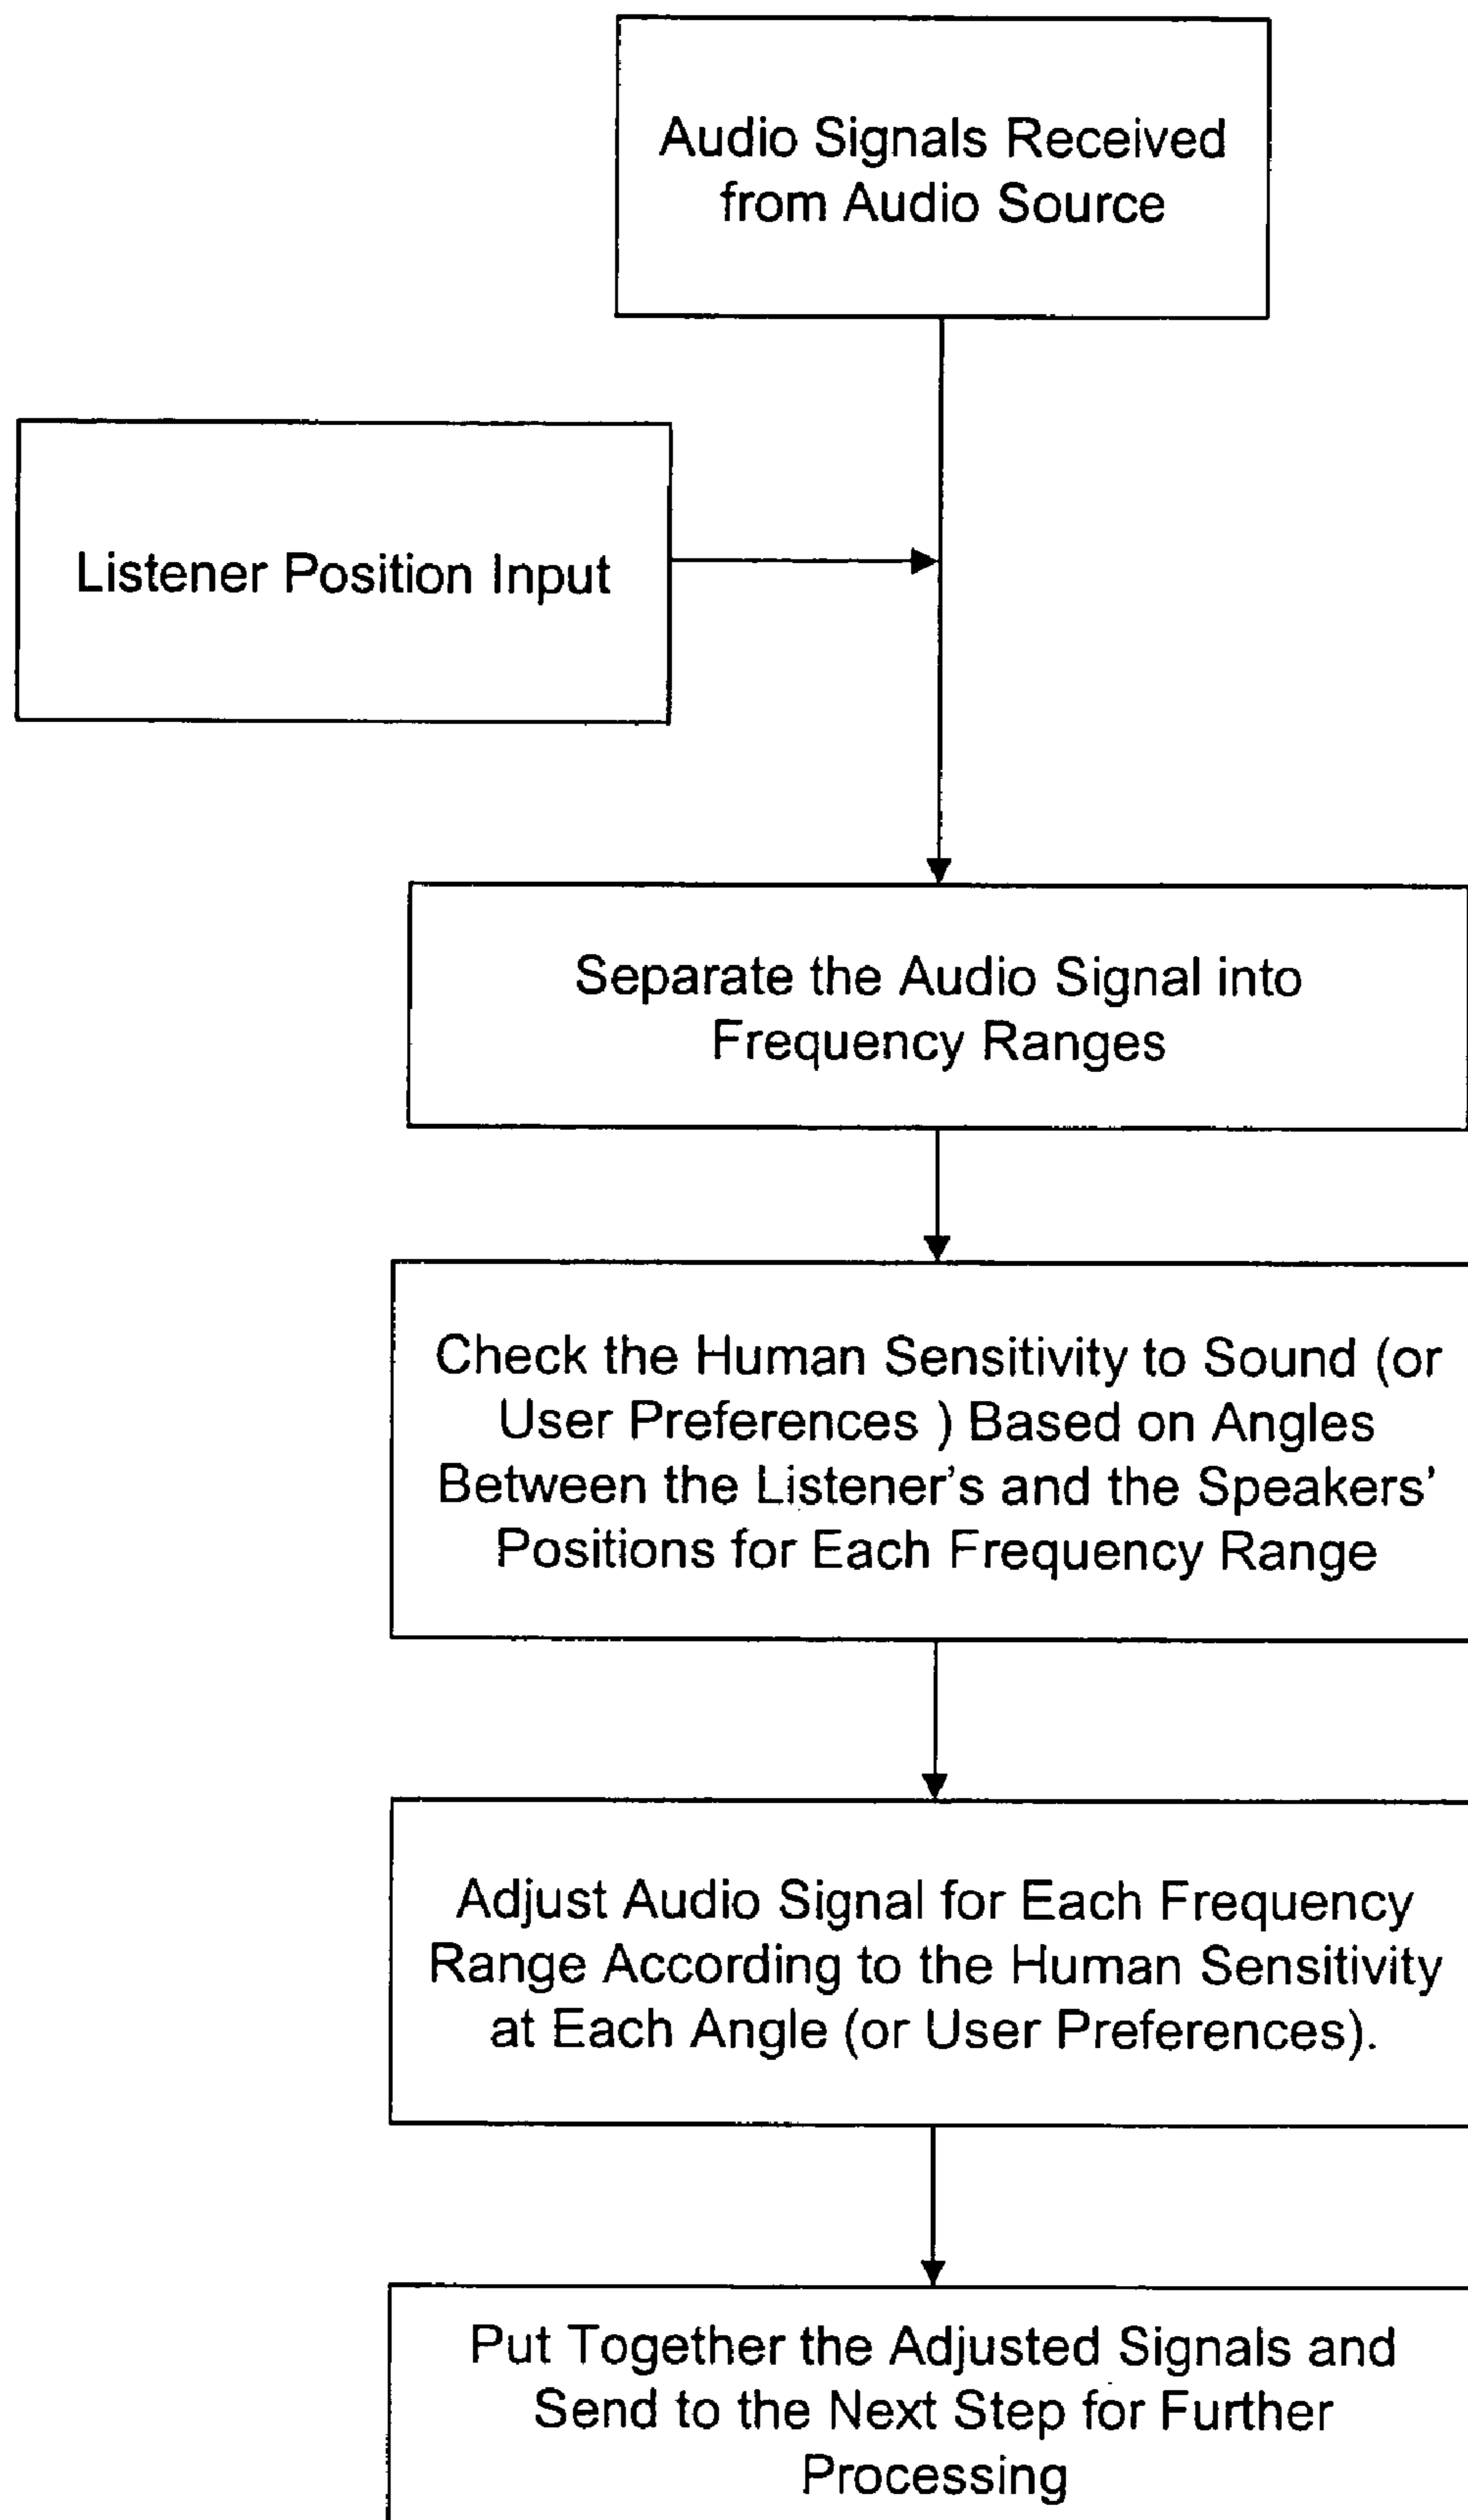 Audio Signals Received
from Audio Source
Listener Position Input
Separate the Audio Signal into
Frequency Ranges
Check the Human Sensitivity to Sound (or
User Preferences ) Based on Angles
Between the Listener's and the Speakers'
Positions for Each Frequency Range
Adjust Audio Signal for Each Frequency
Range According to the Human Sensitivity
at Each Angle (or User Preferences).
Put Together the Adjusted Signals and
Send to the Next Step for Further
Processing